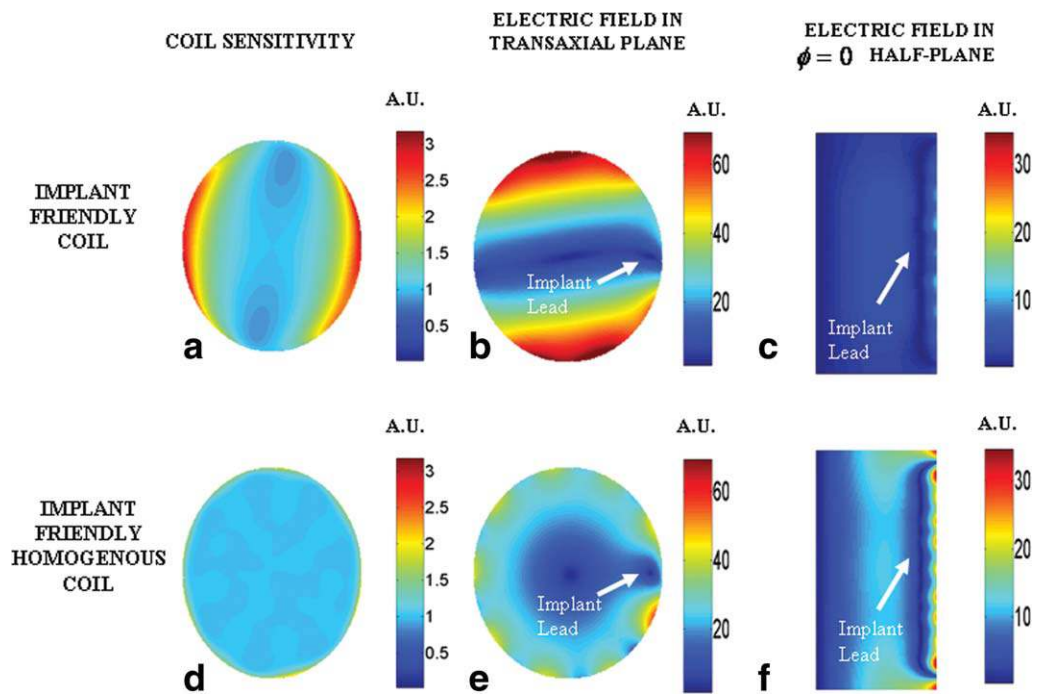 COIL SENSITIVITY
ELECTRIC FIELD IN
TRANSAXIAL PLANE
ELECTRIC FIELD IN
ϕ = 0 HALF-PLANE
IMPLANT
FRIENDLY
COIL
A.U.
3
2.5
2
1.5
1
0.5
a
A.U.
60
40
20
Implant
Lead
b
A.U.
30
20
10
Implant
Lead
c
IMPLANT
FRIENDLY
HOMOGENOUS
COIL
A.U.
3
2.5
2
1.5
1
0.5
d
A.U.
60
40
20
Implant
Lead
e
A.U.
30
20
10
Implant
Lead
f